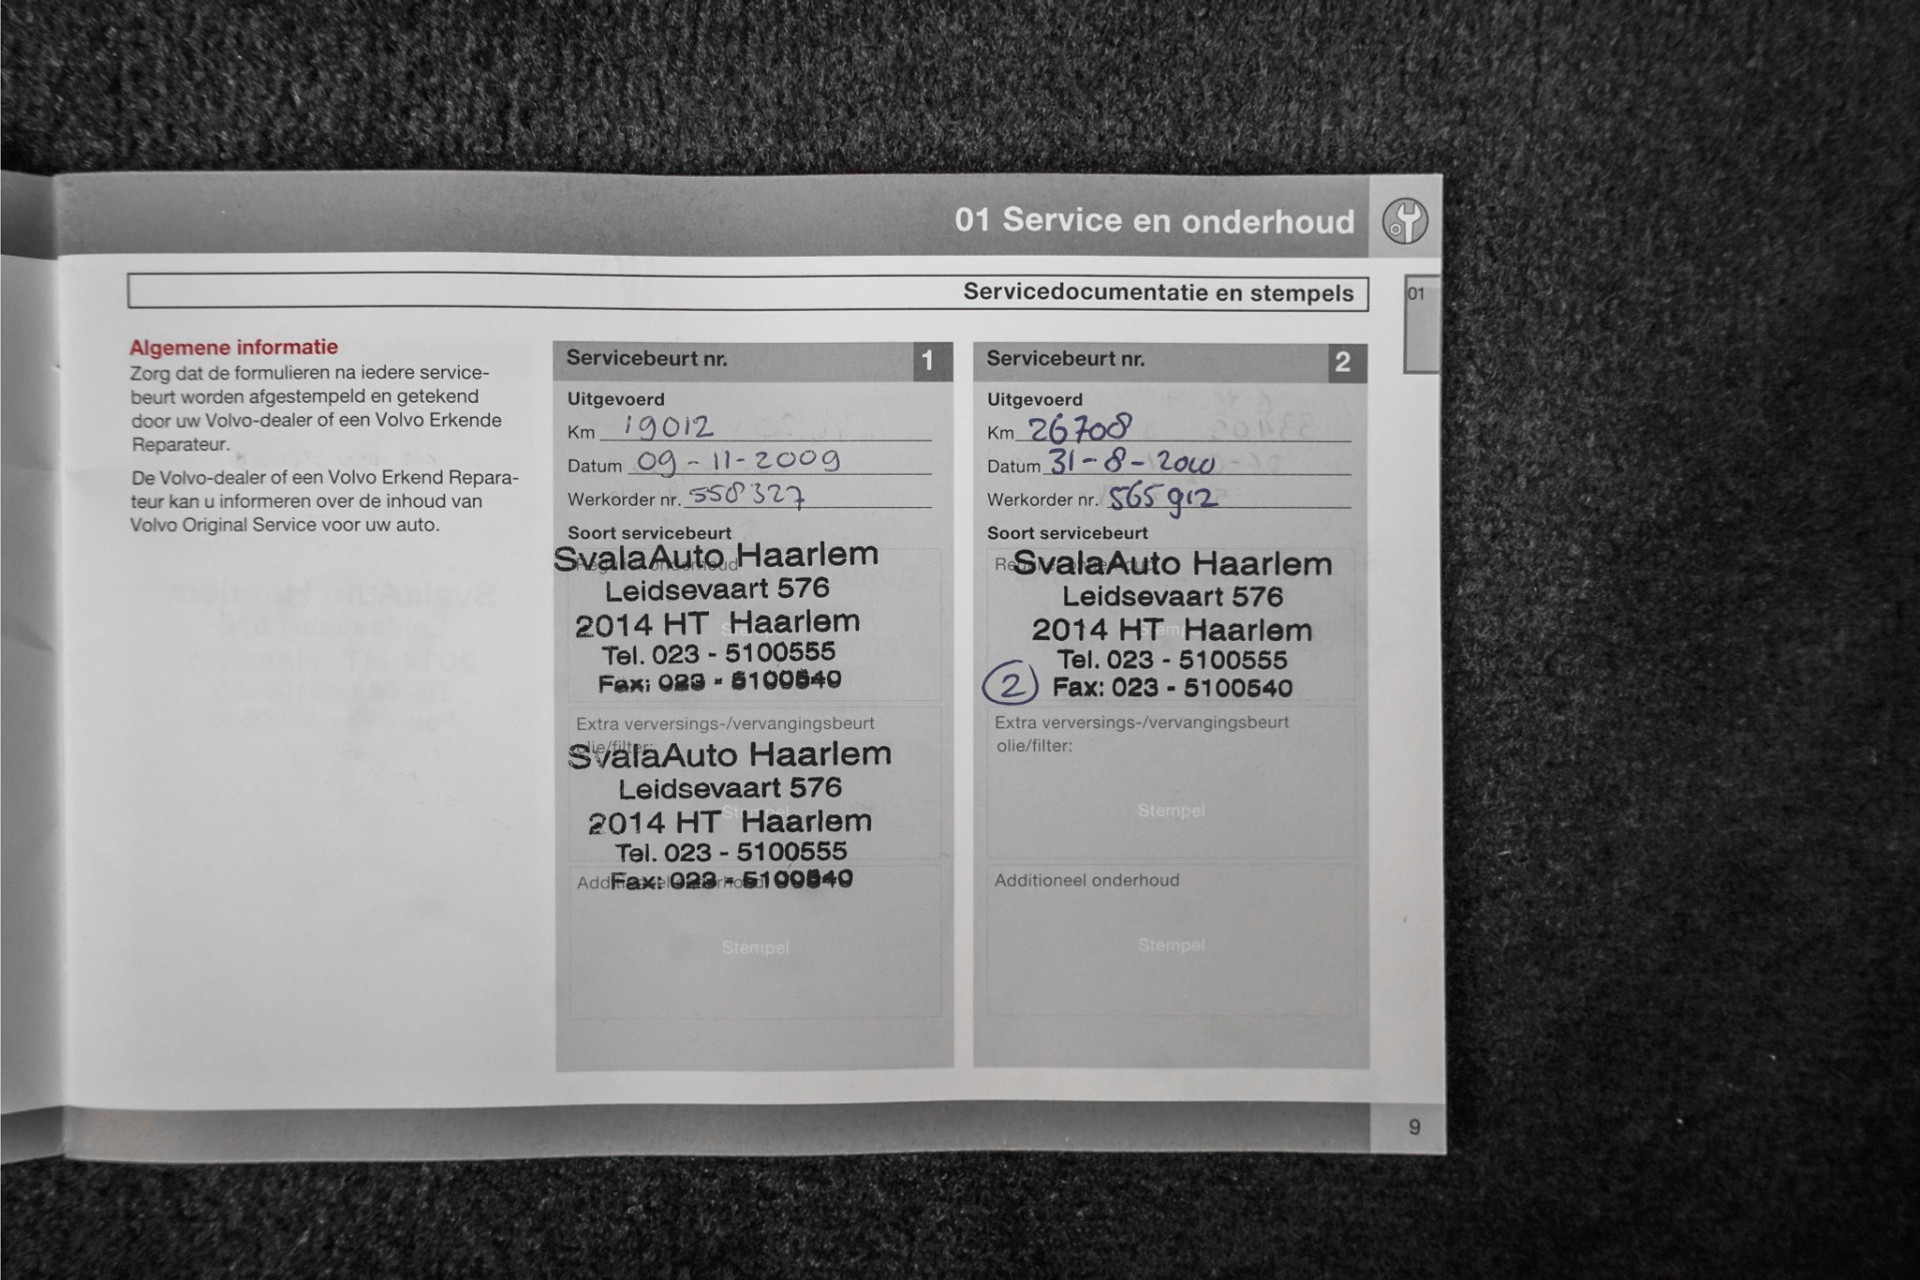 01 Service en onderhoud
Servicedocumentatie en stempels
01
Algemene informatie
Zorg dat de formulieren na iedere service-
beurt worden afgestempeld en getekend
door uw Volvo-dealer of een Volvo Erkende
Reparateur.
De Volvo-dealer of een Volvo Erkend Repara-
teur kan u informeren over de inhoud van
Volvo Original Service voor uw auto.
Servicebeurt nr. 1
Uitgevoerd
Km 19012
Datum 09-11-2009
Werkorder nr. 558327
Soort servicebeurt
SvalaAuto Haarlem
Leidsevaart 576
2014 HT Haarlem
Tel. 023 - 5100555
Fax: 023 - 5100540
Extra verversings-/vervangingsbeurt
olie/filter:
SvalaAuto Haarlem
Leidsevaart 576
Stempel
2014 HT Haarlem
Tel. 023 - 5100555
Fax: 023 - 5100540
Stempel
Servicebeurt nr. 2
Uitgevoerd
Km 26708
Datum 31-8-2010
Werkorder nr. 565912
Soort servicebeurt
SvalaAuto Haarlem
Leidsevaart 576
2014 HT Haarlem
Tel. 023 - 5100555
2 Fax: 023 - 5100540
Extra verversings-/vervangingsbeurt
olie/filter:
Stempel
Additioneel onderhoud
Stempel
9